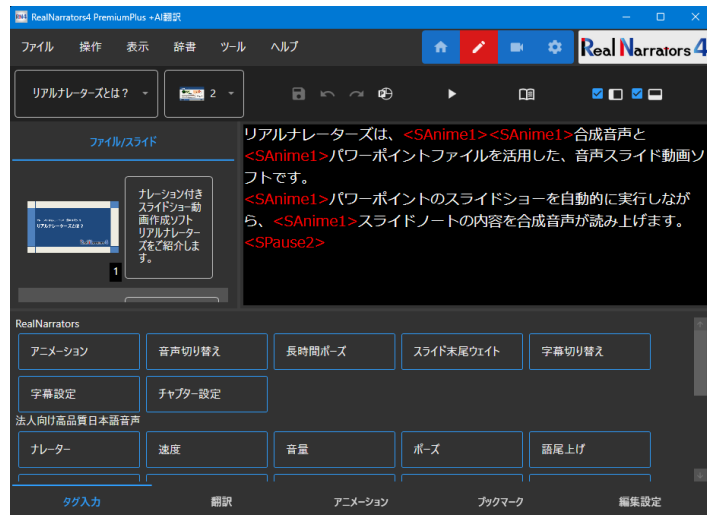 RealNarrators4 PremiumPlus +AI翻訳
ファイル 操作 表示 辞書 ツール ヘルプ
Real Narrators 4
リアルナレーターズとは？ 2
ファイル/スライド
リアルナレーターズは、<SAnime1><SAnime1>合成音声と
<SAnime1>パワーポイントファイルを活用した、音声スライド動画ソ
フトです。
<SAnime1>パワーポイントのスライドショーを自動的に実行しなが
ら、<SAnime1>スライドノートの内容を合成音声が読み上げます。
<SPause2>
リアルナレーターズとは？
1
ナレーション付き
スライドショー動
画作成ソフト
リアルナレーター
ズをご紹介しま
す。
RealNarrators
アニメーション 音声切り替え 長時間ポーズ スライド末尾ウェイト 字幕切り替え
字幕設定 チャプター設定
法人向け高品質日本語音声
ナレーター 速度 音量 ポーズ 語尾上げ
タグ入力 翻訳 アニメーション ブックマーク 編集設定